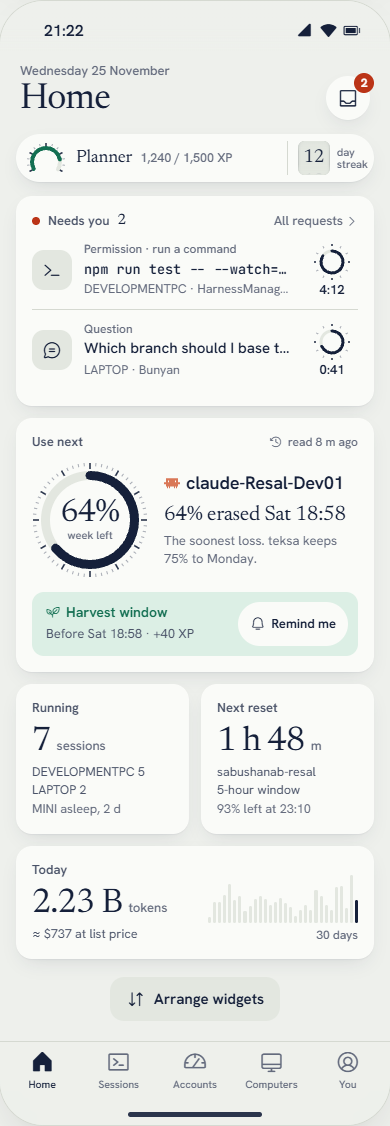 21:22
Wednesday 25 November
Home
2
Planner 1,240 / 1,500 XP
12 day streak
Needs you 2
All requests
Permission · run a command
npm run test -- --watch=…
DEVELOPMENTPC · HarnessManag…
4:12
Question
Which branch should I base t…
LAPTOP · Bunyan
0:41
Use next
read 8 m ago
64%
week left
claude-Resal-Dev01
64% erased Sat 18:58
The soonest loss. teksa keeps
75% to Monday.
Harvest window
Before Sat 18:58 · +40 XP
Remind me
Running
7 sessions
DEVELOPMENTPC 5
LAPTOP 2
MINI asleep, 2 d
Next reset
1 h 48 m
sabushanab-resal
5-hour window
93% left at 23:10
Today
2.23 B tokens
≈ $737 at list price
30 days
Arrange widgets
Home
Sessions
Accounts
Computers
You